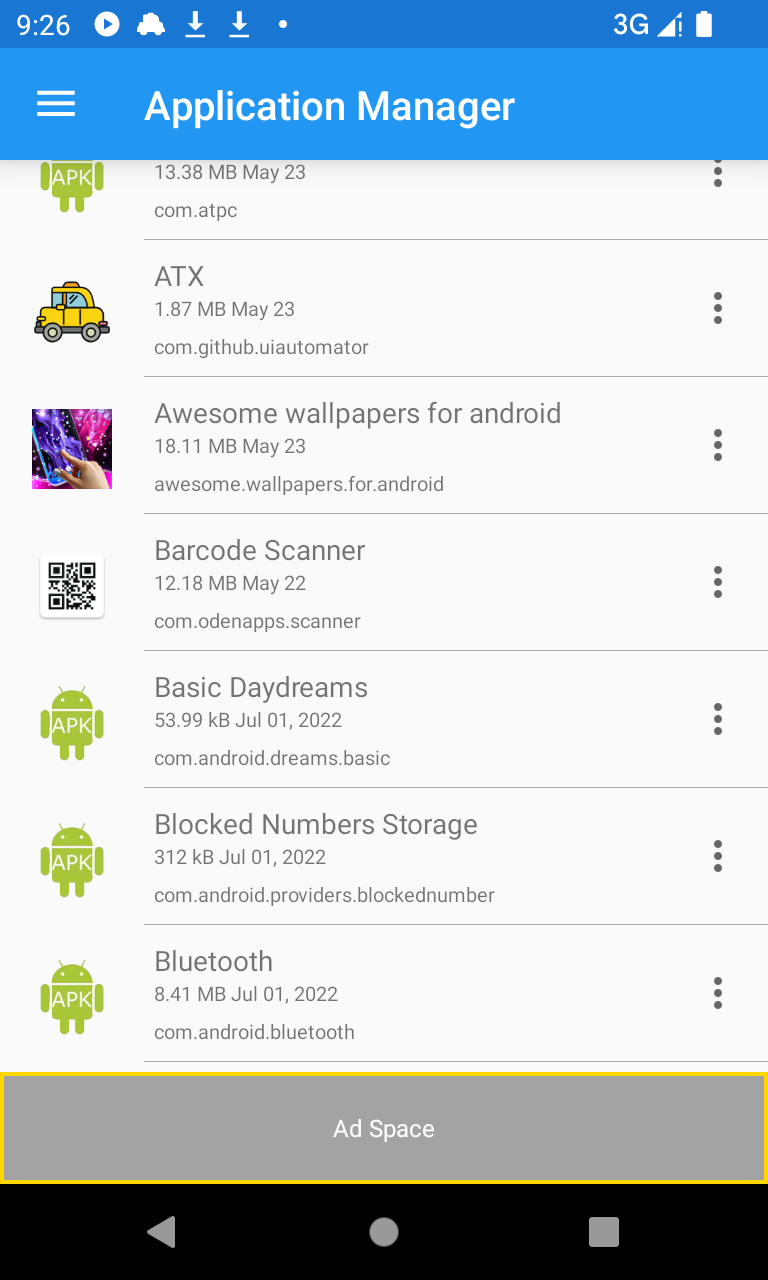 9:26
3G
Application Manager
APK
13.38 MB May 23
com.atpc
ATX
1.87 MB May 23
com.github.uiautomator
Awesome wallpapers for android
18.11 MB May 23
awesome.wallpapers.for.android
Barcode Scanner
12.18 MB May 22
com.odenapps.scanner
Basic Daydreams
APK
53.99 kB Jul 01, 2022
com.android.dreams.basic
Blocked Numbers Storage
APK
312 kB Jul 01, 2022
com.android.providers.blockednumber
Bluetooth
APK
8.41 MB Jul 01, 2022
com.android.bluetooth
Ad Space